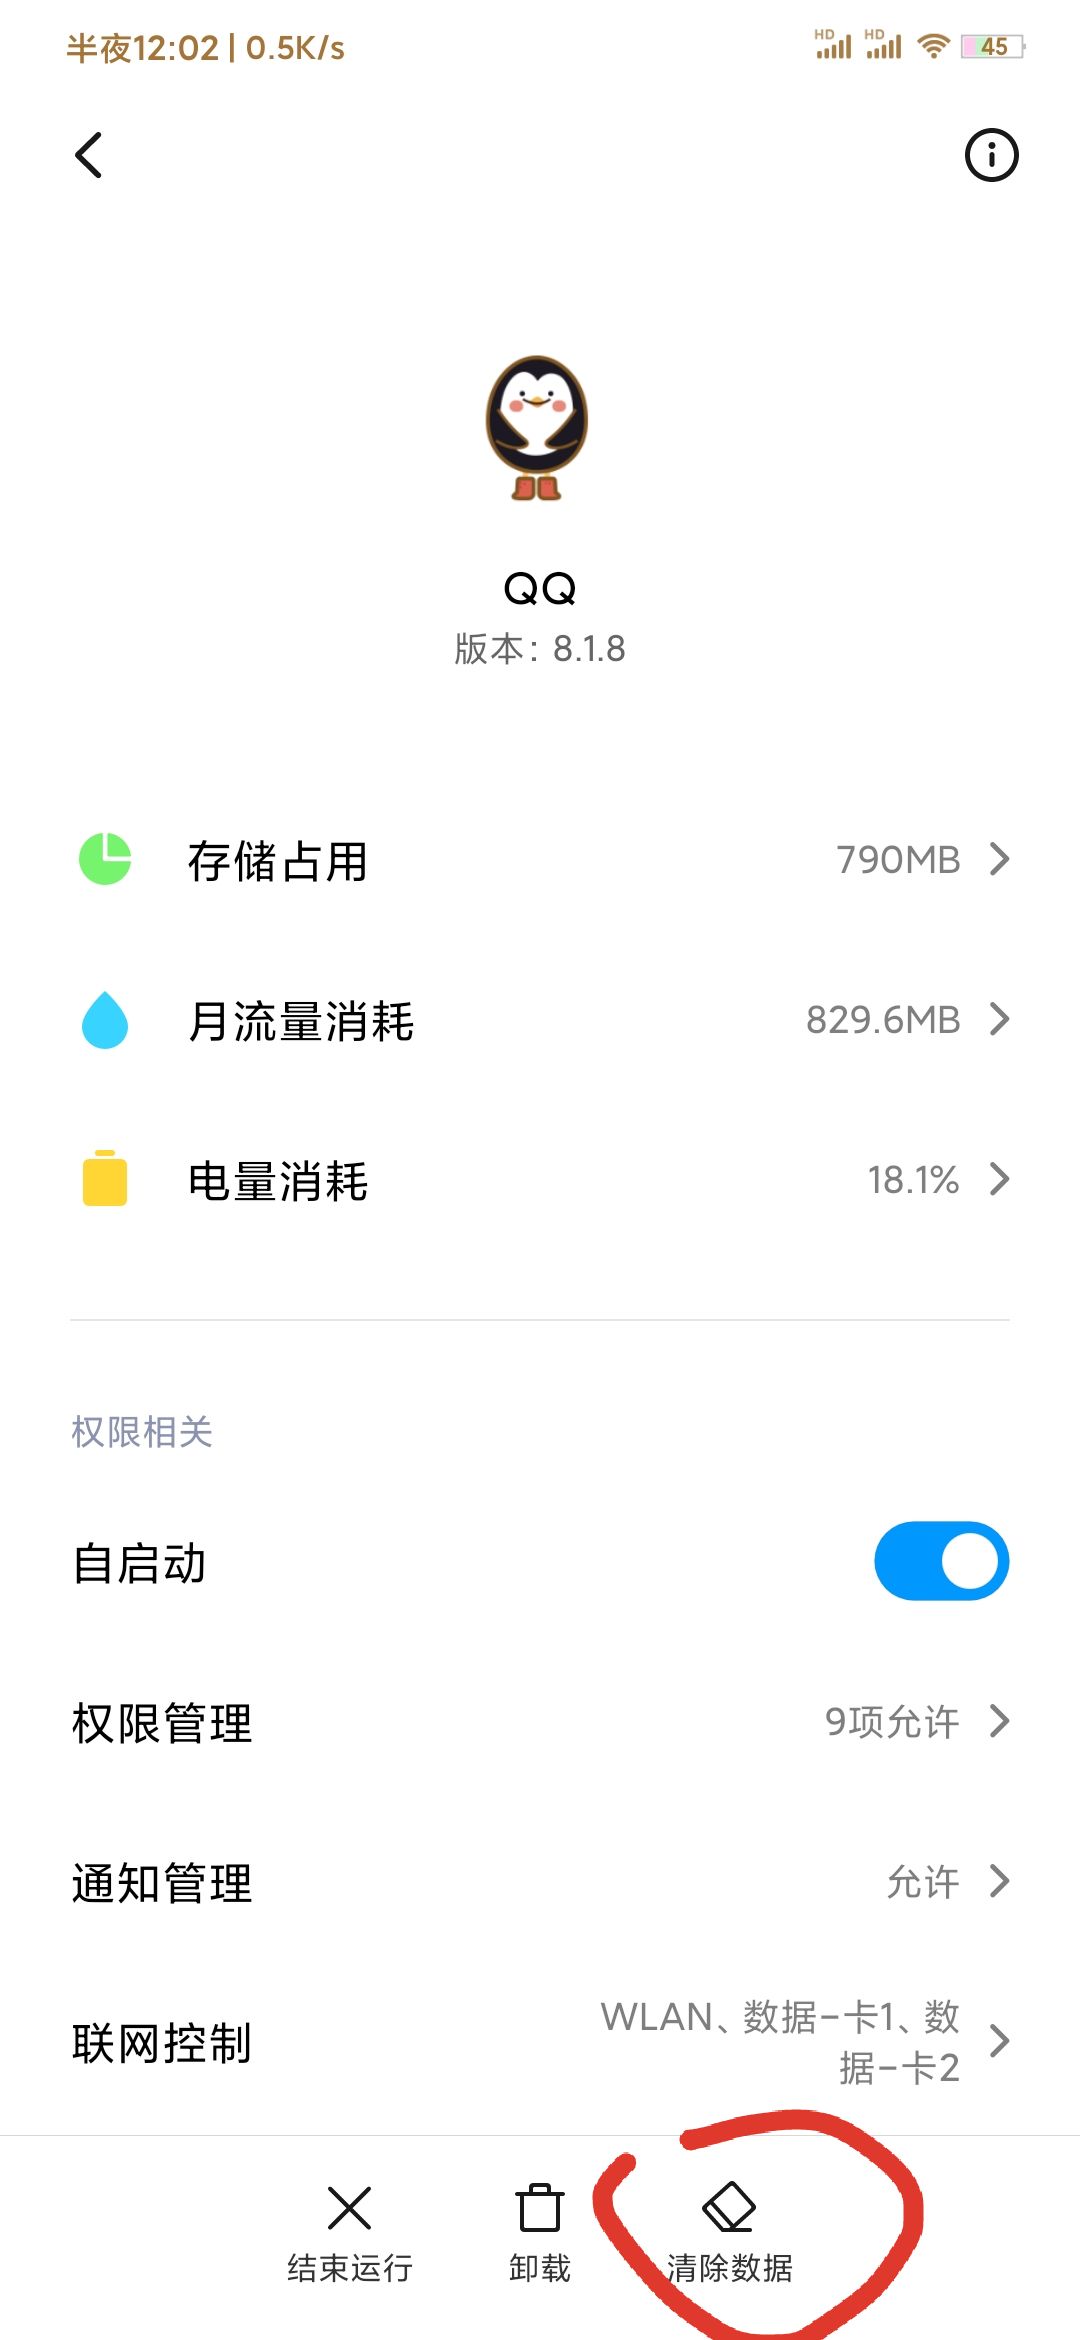 半夜12:02 | 0.5K/s
HD HD 45
QQ
版本：8.1.8
存储占用 790MB
月流量消耗 829.6MB
电量消耗 18.1%
权限相关
自启动
权限管理 9项允许
通知管理 允许
联网控制 WLAN、数据-卡1、数
据-卡2
结束运行 卸载 清除数据